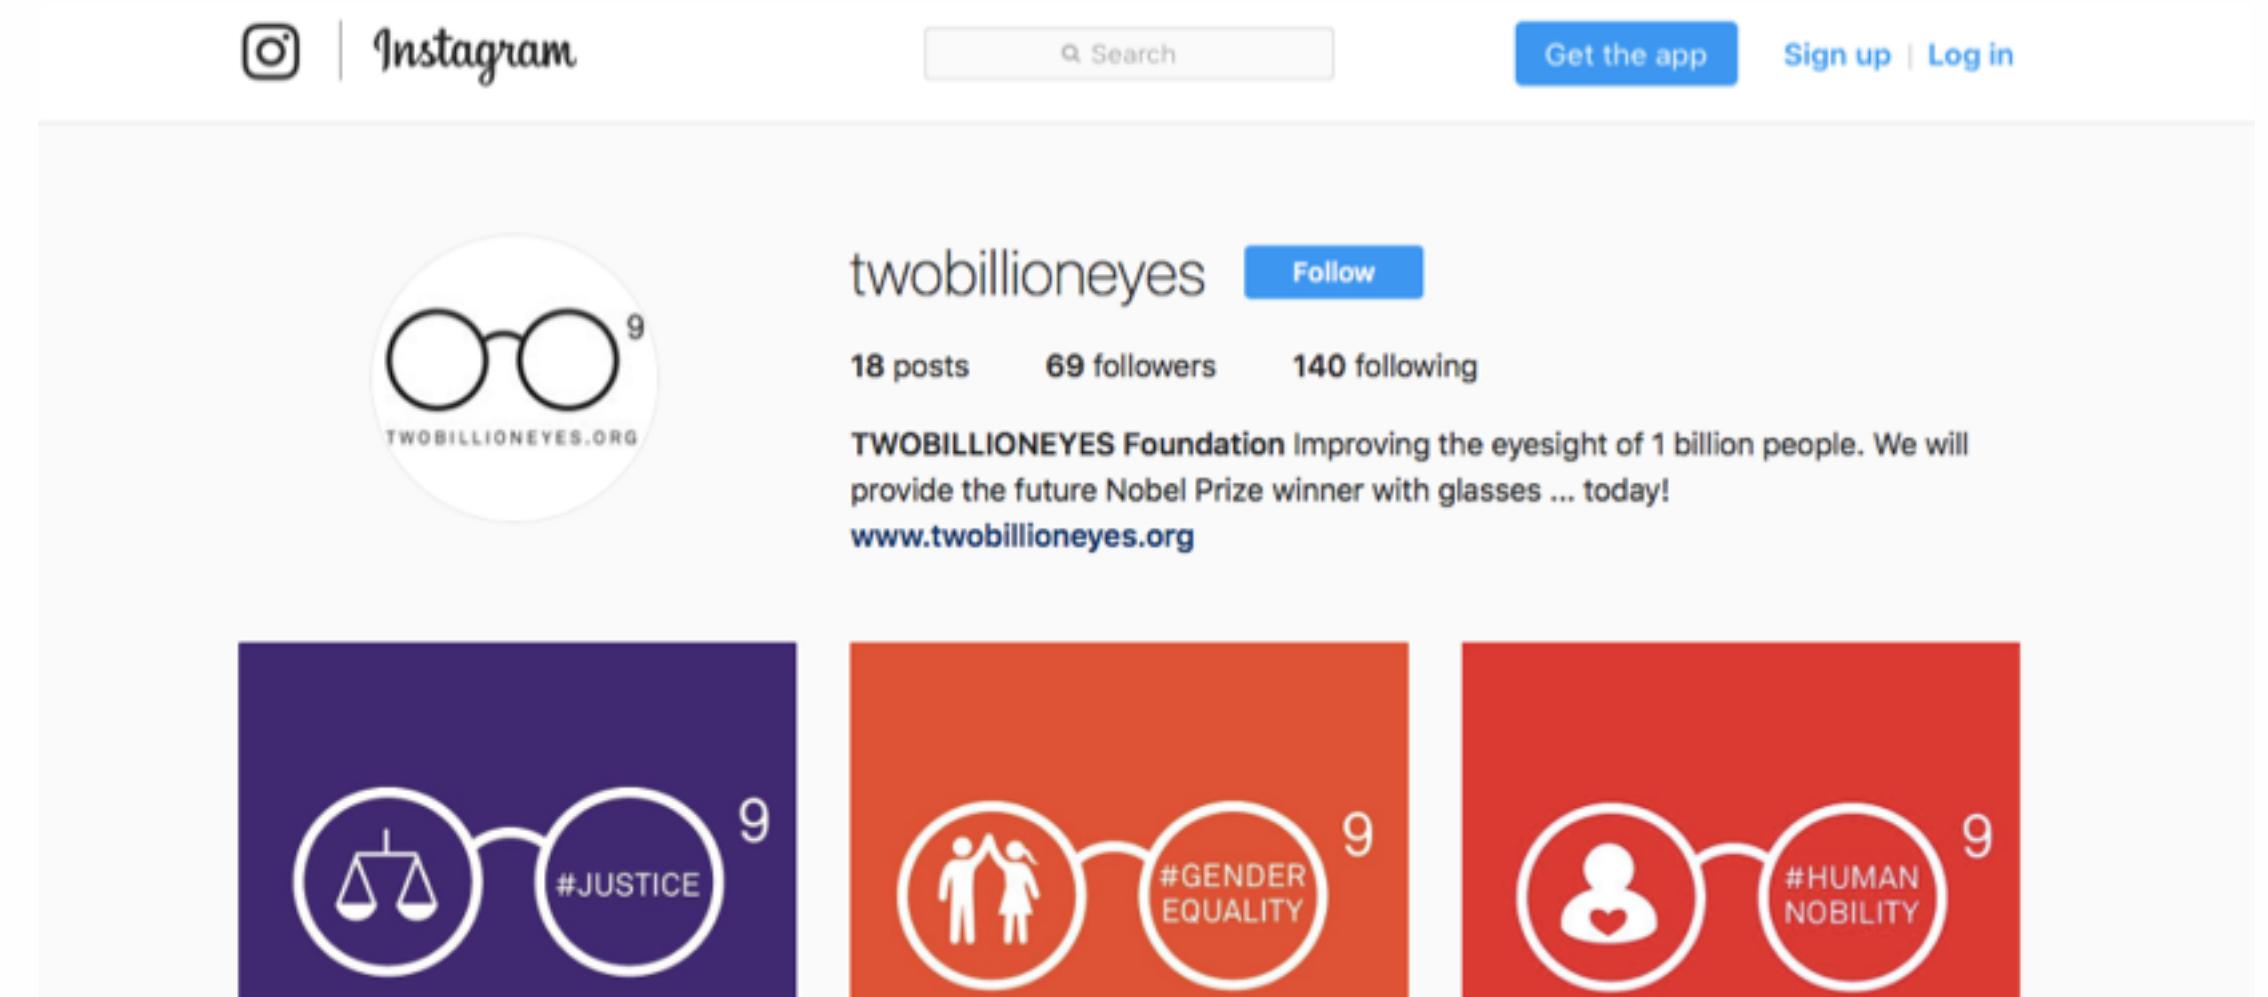 Instagram
Search
Get the app
Sign up | Log in
9
TWOBILLIONEYES.ORG
twobillioneyes
Follow
18 posts 69 followers 140 following
TWOBILLIONEYES Foundation Improving the eyesight of 1 billion people. We will
provide the future Nobel Prize winner with glasses ... today!
www.twobillioneyes.org
9
#JUSTICE
9
#GENDER
EQUALITY
9
#HUMAN
NOBILITY